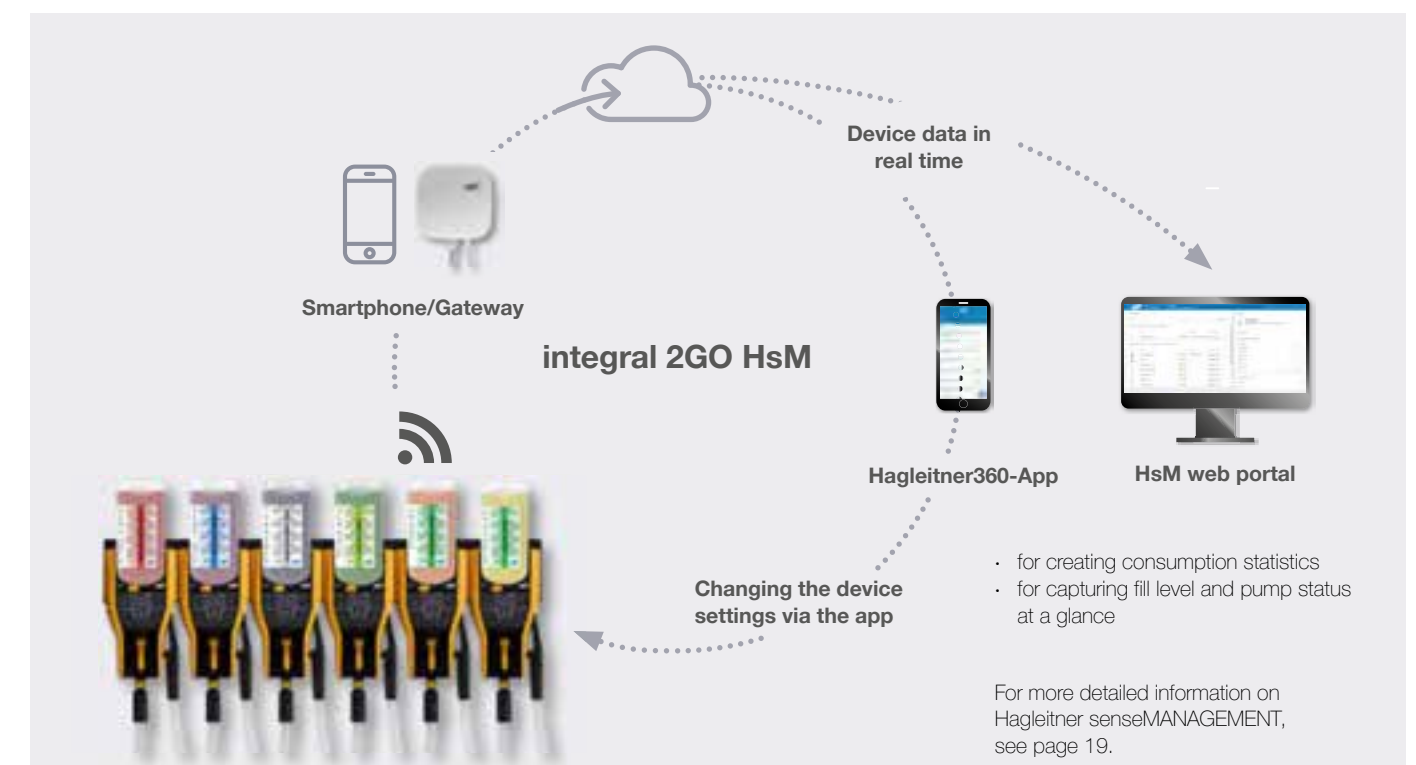 Device data in
real time
Smartphone/Gateway
integral 2GO HsM
Hagleitner360-App
HsM web portal
Changing the device
settings via the app
· for creating consumption statistics
· for capturing fill level and pump status
at a glance
For more detailed information on
Hagleitner senseMANAGEMENT,
see page 19.